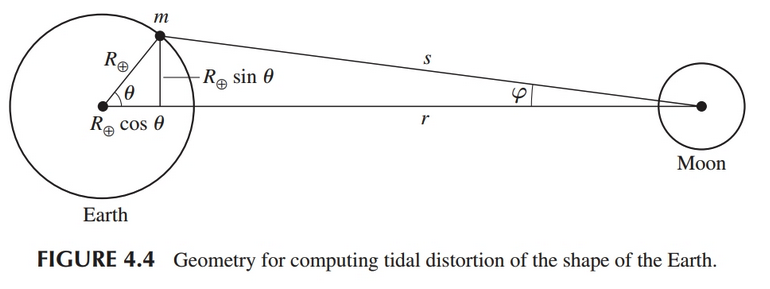 m
R⊕
θ
R⊕ sin θ
s
φ
R⊕ cos θ
r
Moon
Earth
FIGURE 4.4 Geometry for computing tidal distortion of the shape of the Earth.